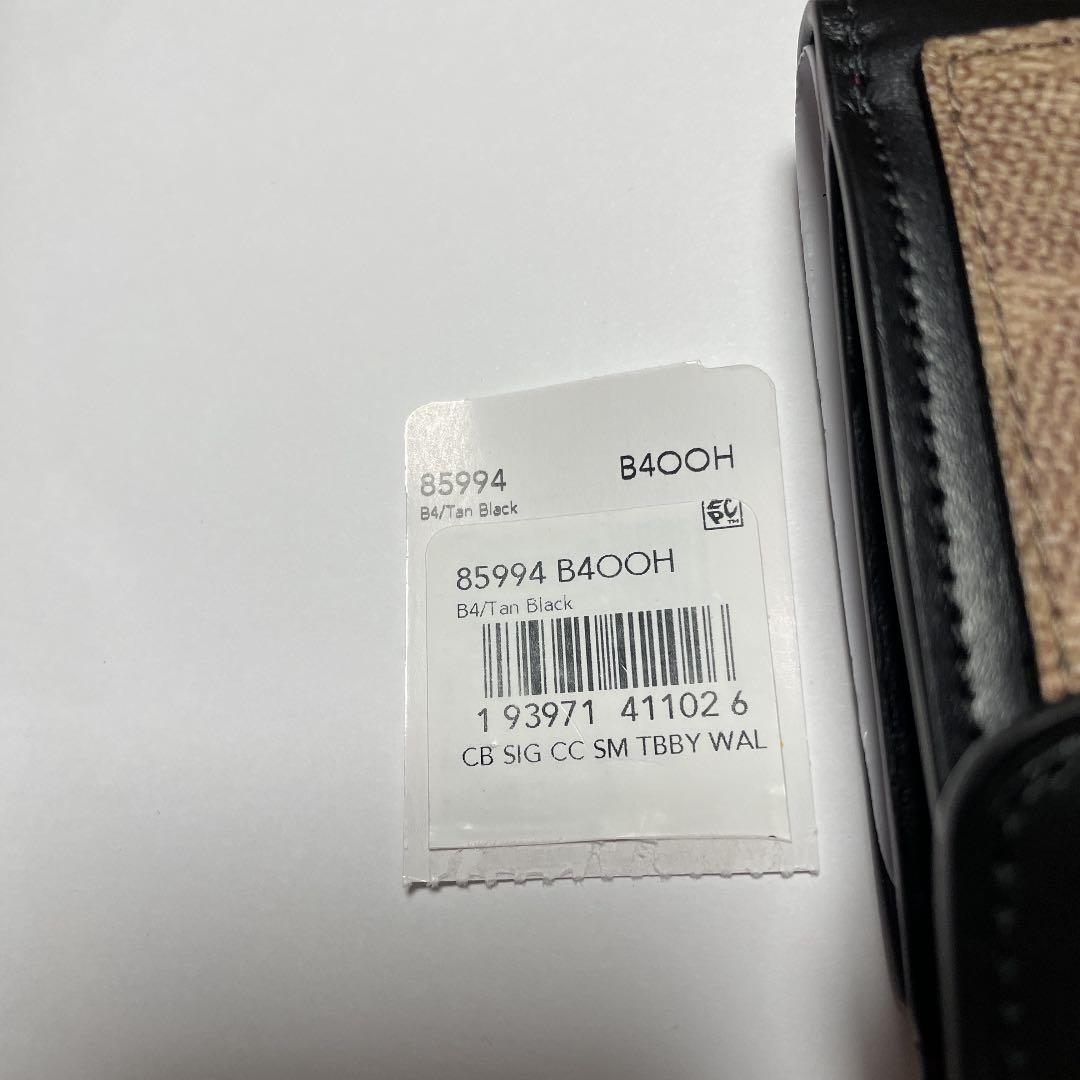 85994 B4OOH
B4/Tan Black
EPC™
85994 B4OOH
B4/Tan Black
1 93971 41102 6
CB SIG CC SM TBBY WAL